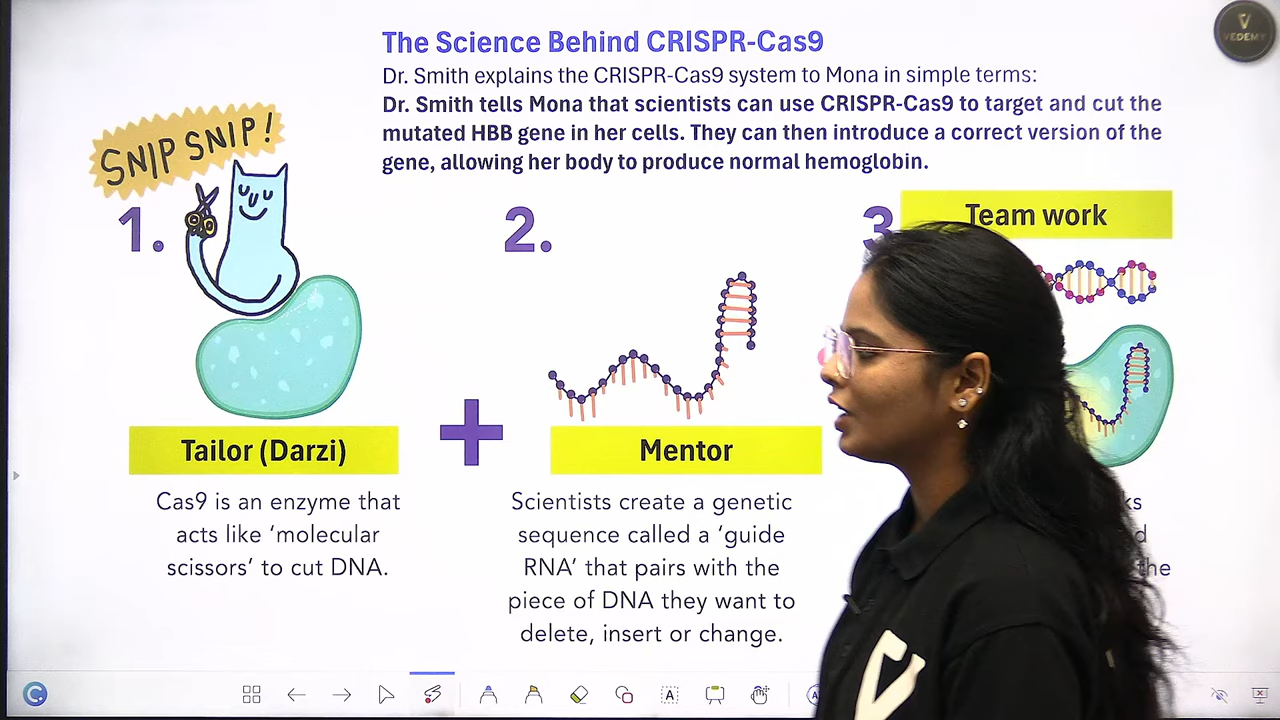 The Science Behind CRISPR-Cas9
Dr. Smith explains the CRISPR-Cas9 system to Mona in simple terms:
Dr. Smith tells Mona that scientists can use CRISPR-Cas9 to target and cut the
mutated HBB gene in her cells. They can then introduce a correct version of the
gene, allowing her body to produce normal hemoglobin.
VEDEMY
SNIP SNIP!
1.
2.
3
Team work
Tailor (Darzi)
Mentor
Cas9 is an enzyme that
acts like ‘molecular
scissors’ to cut DNA.
Scientists create a genetic
sequence called a ‘guide
RNA’ that pairs with the
piece of DNA they want to
delete, insert or change.
the